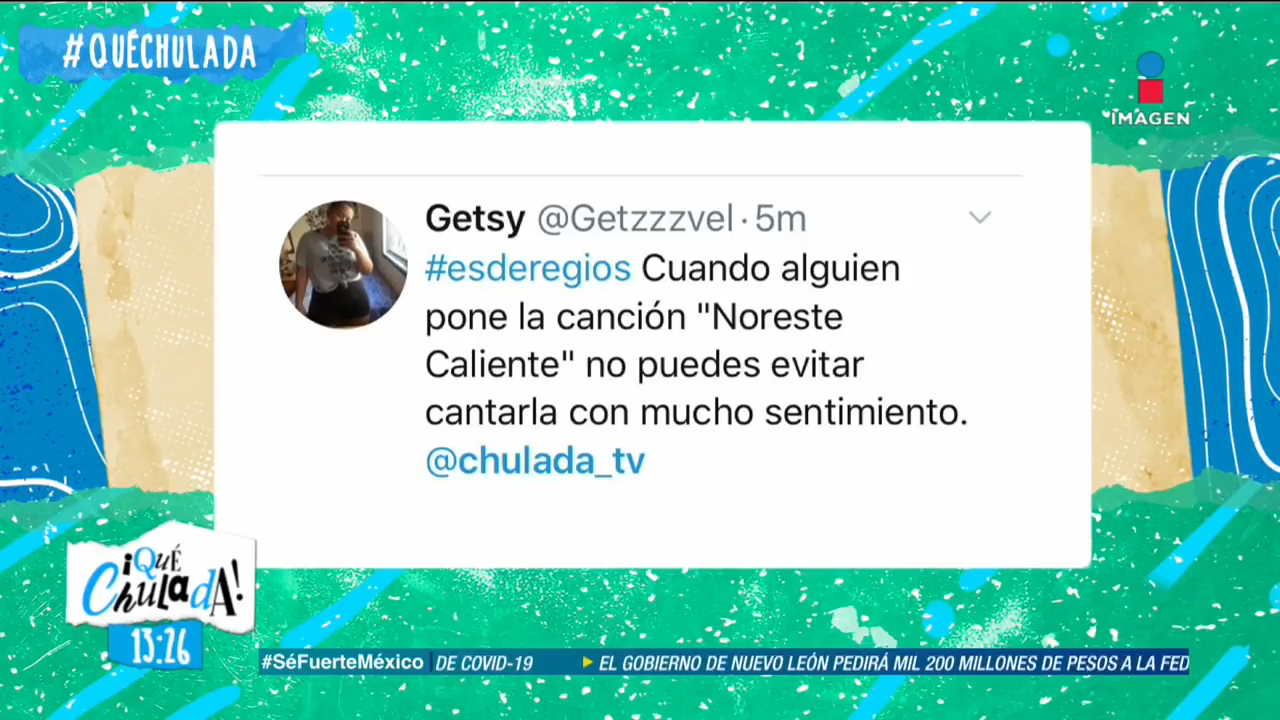 #QUÉCHULADA
IMAGEN
Getsy @Getzzzvel · 5m
#esderegios Cuando alguien
pone la canción "Noreste
Caliente" no puedes evitar
cantarla con mucho sentimiento.
@chulada_tv
¡QuÉ
ChuladA!
13:26
#SéFuerteMéxico DE COVID-19 EL GOBIERNO DE NUEVO LEÓN PEDIRÁ MIL 200 MILLONES DE PESOS A LA FED